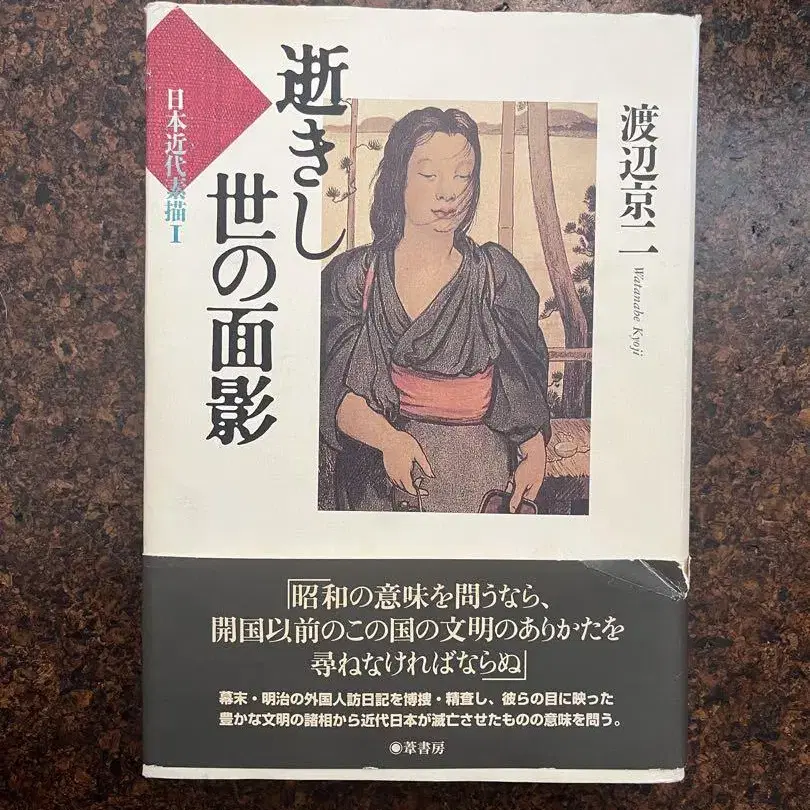 逝きし
世の面影
日本近代素描Ⅰ
渡辺京二
Watanabe Kyoji
「昭和の意味を問うなら、
開国以前のこの国の文明のありかたを
尋ねなければならぬ」
幕末・明治の外国人訪日記を博捜・精査し、彼らの目に映った
豊かな文明の諸相から近代日本が滅亡させたものの意味を問う。
◉葦書房